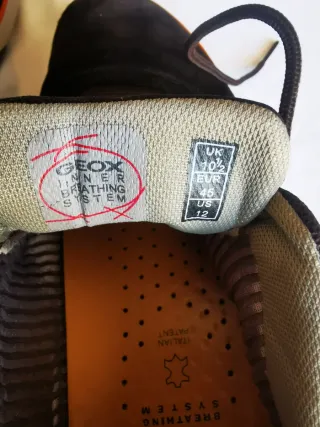 GEOX
INNER
BREATHING
SYSTEM
UK
10½
EUR
45
US
12
ITALIAN
PATENT
BREATHING
SYSTEM